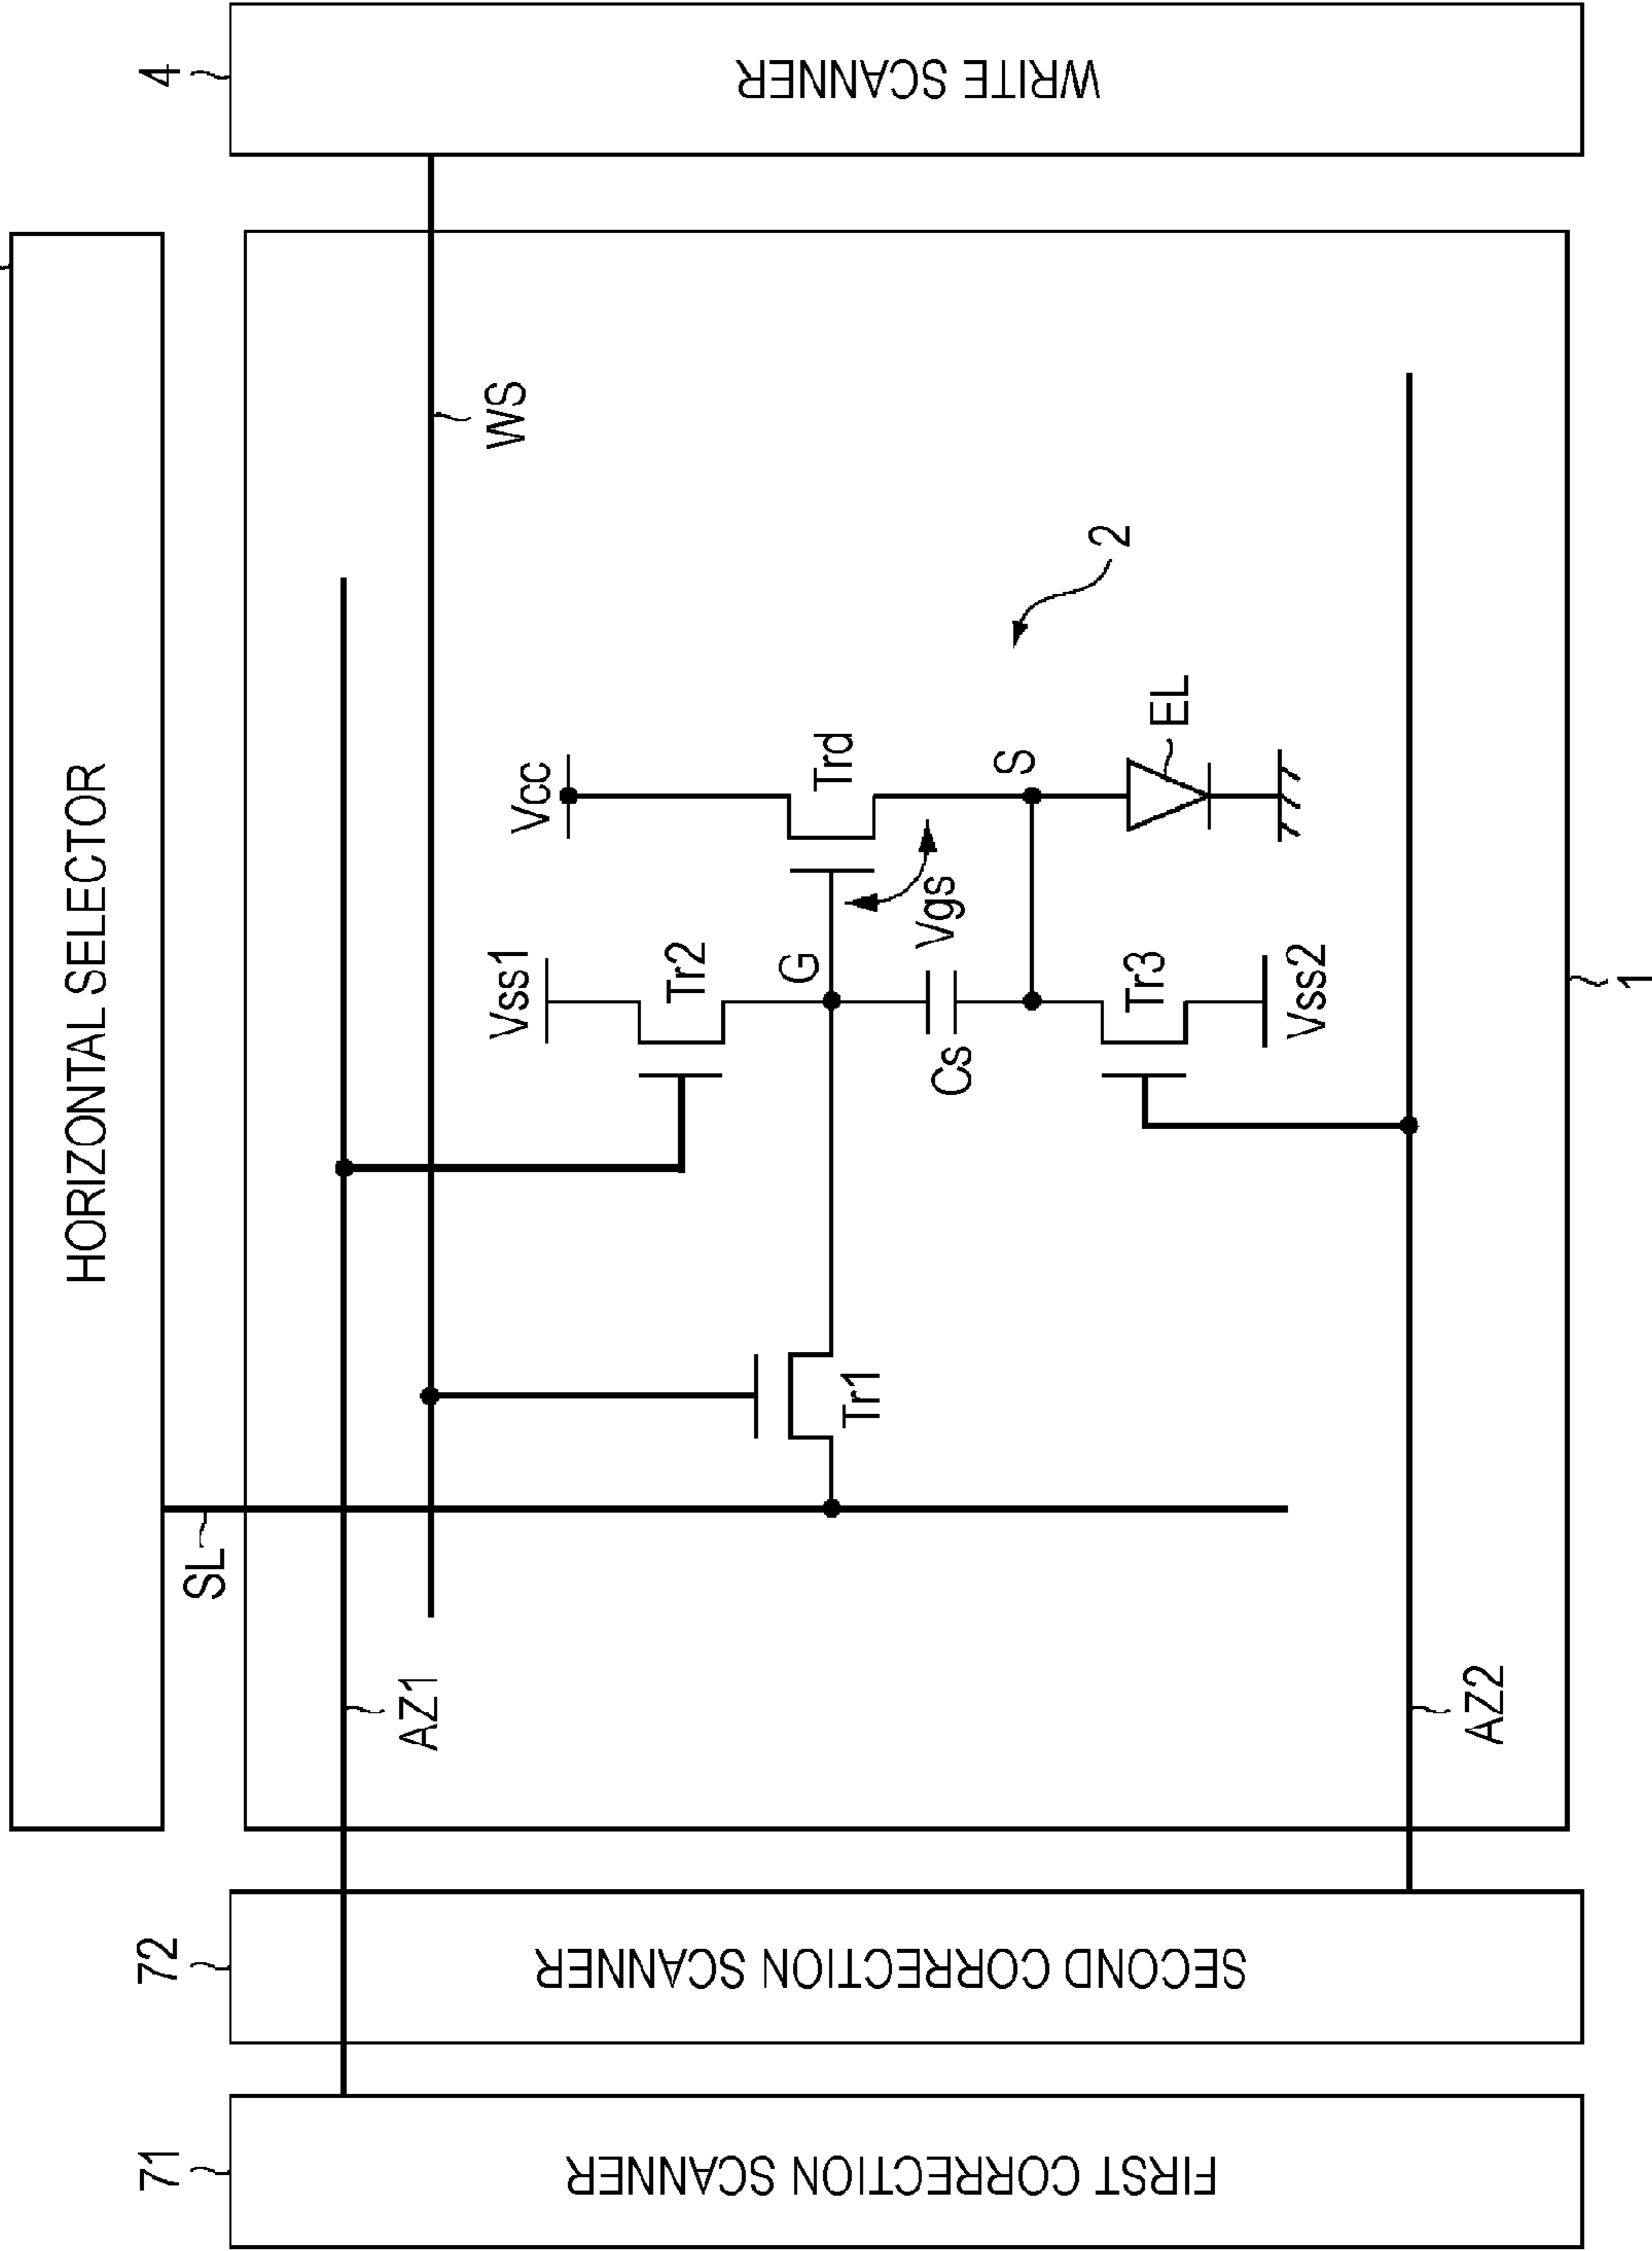 HORIZONTAL SELECTOR
71
72
SL
4
FIRST CORRECTION SCANNER
SECOND CORRECTION SCANNER
WRITE SCANNER
AZ1
WS
Vss1
Vcc
Tr2
G
Trd
Tr1
Vgs
Cs
S
2
Tr3
EL
Vss2
AZ2
1